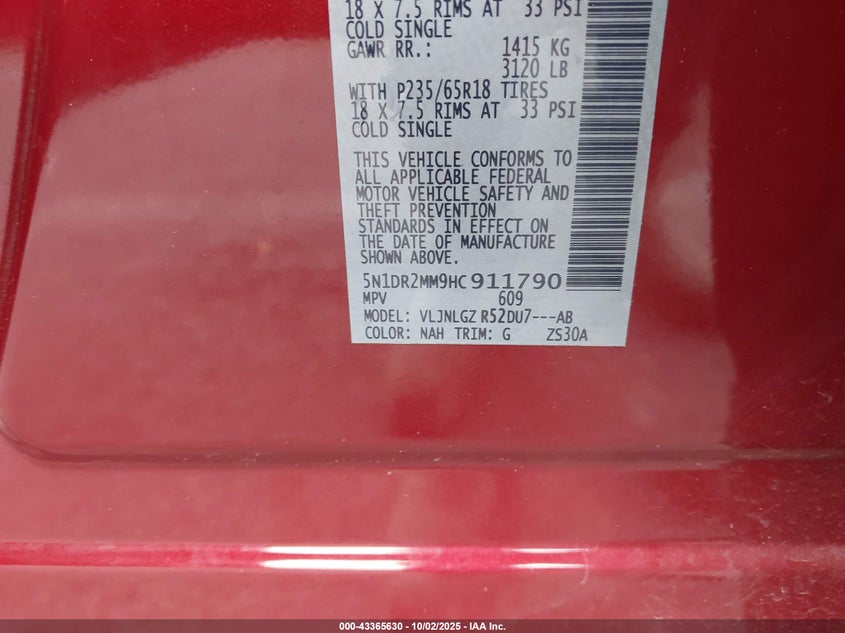 18 X 7.5 RIMS AT 33 PSI
COLD SINGLE
GAWR RR.: 1415 KG
3120 LB
WITH P235/65R18 TIRES
18 X 7.5 RIMS AT 33 PSI
COLD SINGLE
THIS VEHICLE CONFORMS TO
ALL APPLICABLE FEDERAL
MOTOR VEHICLE SAFETY AND
THEFT PREVENTION
STANDARDS IN EFFECT ON
THE DATE OF MANUFACTURE
SHOWN ABOVE.
5N1DR2MM9HC911790
MPV 609
MODEL: VLJNLGZ R52DU7---AB
COLOR: NAH TRIM: G ZS30A
000-43365630 - 10/02/2025 - IAA Inc.